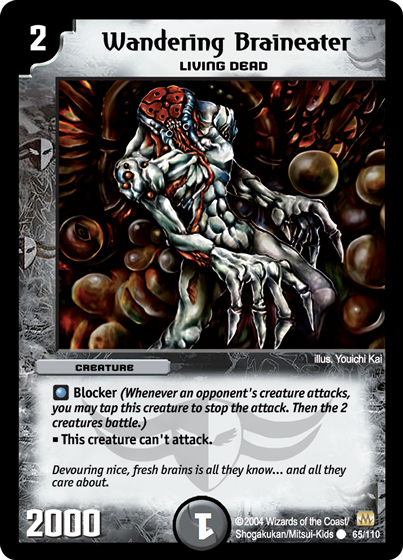 2
Wandering Braineater
LIVING DEAD
illus. Youichi Kai
CREATURE
Blocker (Whenever an opponent's creature attacks,
you may tap this creature to stop the attack. Then the 2
creatures battle.)
▪ This creature can't attack.
Devouring nice, fresh brains is all they know... and all they
care about.
2000
1
©2004 Wizards of the Coast/
Shogakukan/Mitsui-Kids ● 65/110